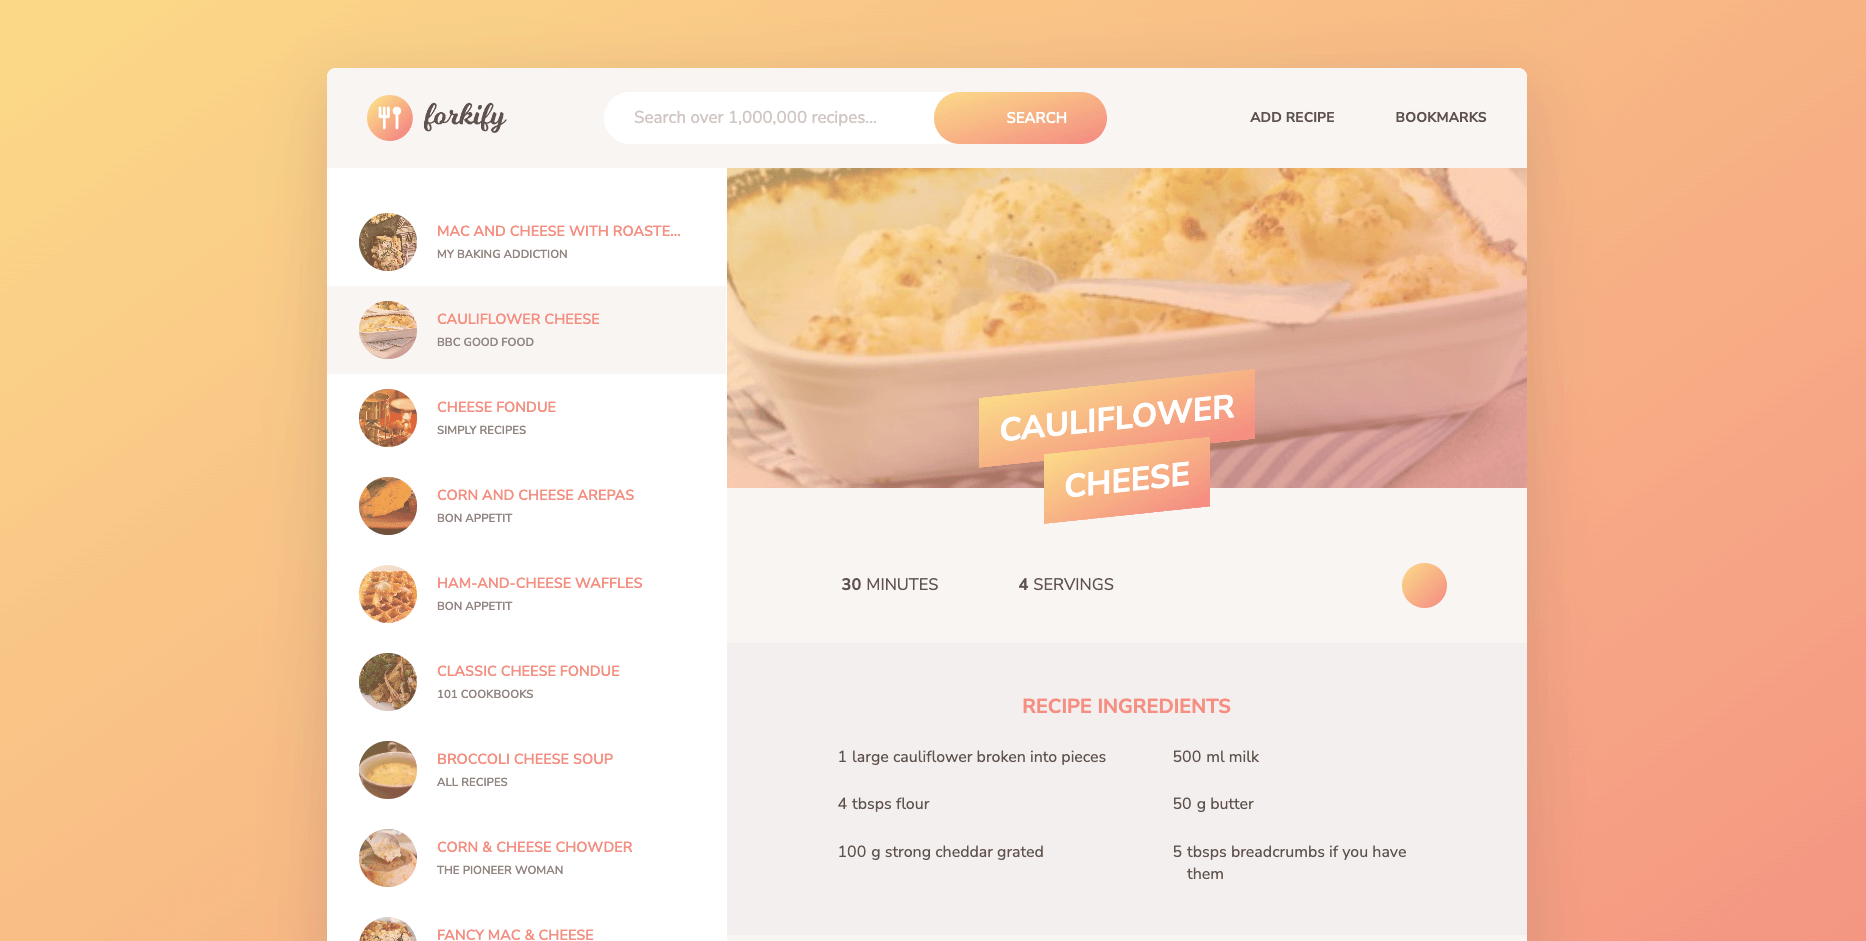 forkify
Search over 1,000,000 recipes...
SEARCH
ADD RECIPE
BOOKMARKS
MAC AND CHEESE WITH ROASTE...
MY BAKING ADDICTION
CAULIFLOWER CHEESE
BBC GOOD FOOD
CHEESE FONDUE
SIMPLY RECIPES
CORN AND CHEESE AREPAS
BON APPETIT
HAM-AND-CHEESE WAFFLES
BON APPETIT
CLASSIC CHEESE FONDUE
101 COOKBOOKS
BROCCOLI CHEESE SOUP
ALL RECIPES
CORN & CHEESE CHOWDER
THE PIONEER WOMAN
FANCY MAC & CHEESE
CAULIFLOWER
CHEESE
30 MINUTES
4 SERVINGS
RECIPE INGREDIENTS
1 large cauliflower broken into pieces
500 ml milk
4 tbsps flour
50 g butter
100 g strong cheddar grated
5 tbsps breadcrumbs if you have
them